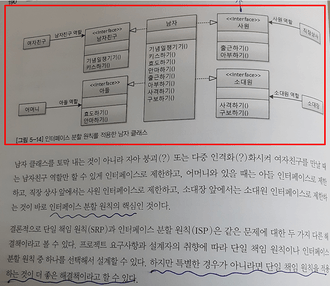 <<interface>>
남자친구
기념일챙기기()
키스하기()
남자
기념일챙기기()
키스하기()
효도하기()
안마하기()
출근하기()
아부하기()
사격하기()
구보하기()
<<interface>>
사원
출근하기()
아부하기()
여자친구
남자친구 역할
사원 역할
<<interface>>
아들
효도하기()
안마하기()
<<interface>>
소대원
사격하기()
구보하기()
어머니
아들 역할
소대원 역할
[그림 5-14] 인터페이스 분할 원칙을 적용한 남자 클래스
남자 클래스를 토막 내는 것이 아니라 자아 붕괴(?) 또는 다중 인격화(?)화시켜 여자친구를 만날 때
는 남자친구 역할만 할 수 있게 인터페이스로 제한하고, 어머니와 있을 때는 아들 인터페이스로 제한
하고, 직장 상사 앞에서는 사원 인터페이스로 제한하고, 소대장 앞에서는 소대원 인터페이스로 제한하
는 것이 바로 인터페이스 분할 원칙의 핵심인 것이다.
결론적으로 단일 책임 원칙(SRP)과 인터페이스 분할 원칙(ISP)은 같은 문제에 대한 두 가지 다른 해
결책이라고 볼 수 있다. 프로젝트 요구사항과 설계자의 취향에 따라 단일 책임 원칙이나 인터페이스
분할 원칙 중 하나를 선택해서 설계할 수 있다. 하지만 특별한 경우가 아니라면 단일 책임 원칙을
하는 것이 더 좋은 해결책이라고 할 수 있다.